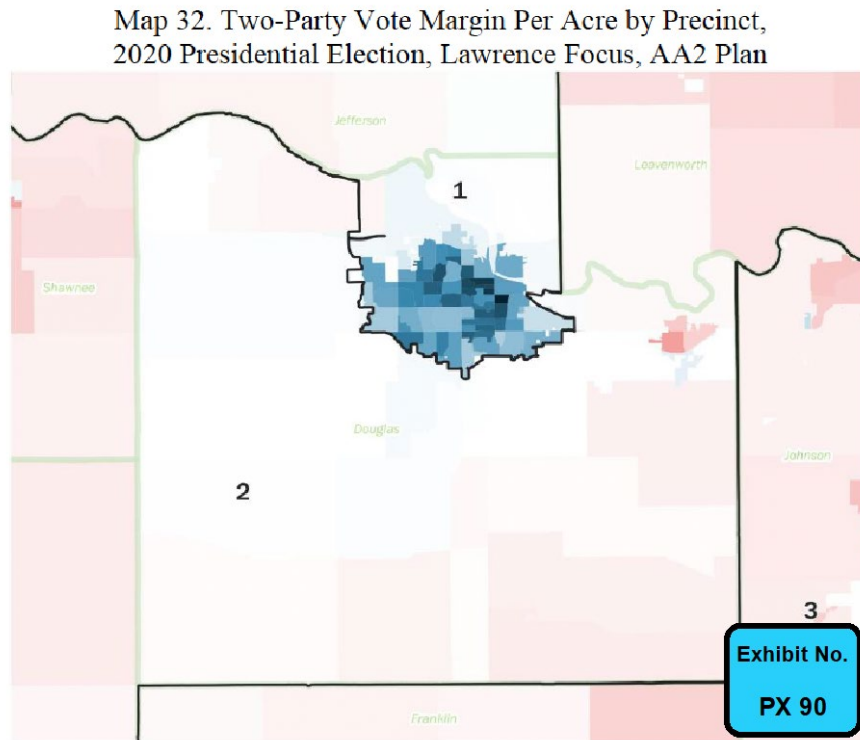 Map 32. Two-Party Vote Margin Per Acre by Precinct,
2020 Presidential Election, Lawrence Focus, AA2 Plan
Jefferson
Leavenworth
1
Shawnee
Douglas
Johnson
2
3
Exhibit No.
PX 90
Franklin